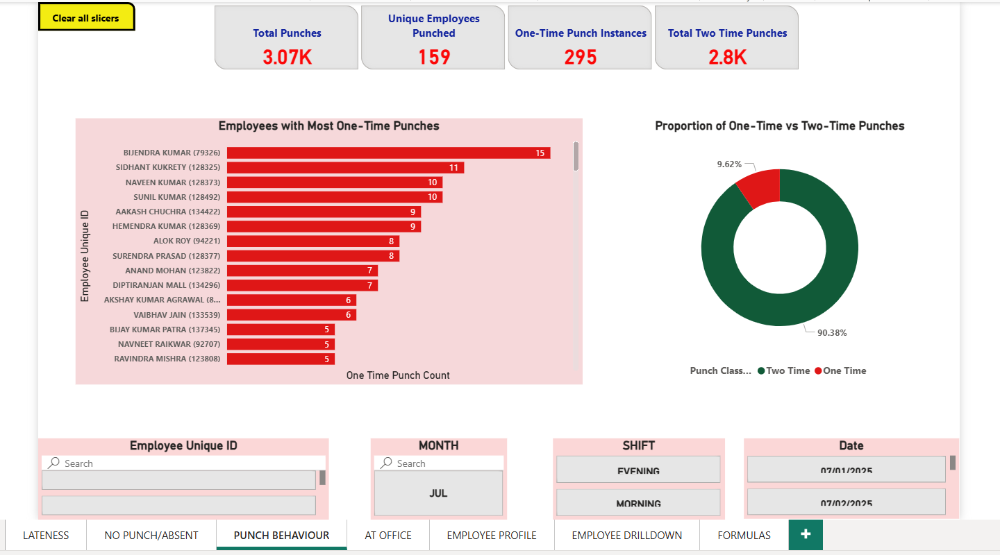 Clear all slicers
Total Punches
3.07K
Unique Employees
Punched
159
One-Time Punch Instances
295
Total Two Time Punches
2.8K
Employees with Most One-Time Punches
Employee Unique ID
BIJENDRA KUMAR (79326) 15
SIDHANT KUKRETY (128325) 11
NAVEEN KUMAR (128373) 10
SUNIL KUMAR (128492) 10
AAKASH CHUCHRA (134422) 9
HEMENDRA KUMAR (128369) 9
ALOK ROY (94221) 8
SURENDRA PRASAD (128377) 8
ANAND MOHAN (123822) 7
DIPTIRANJAN MALL (134296) 7
AKSHAY KUMAR AGRAWAL (8... 6
VAIBHAV JAIN (133539) 6
BIJAY KUMAR PATRA (137345) 5
NAVNEET RAIKWAR (92707) 5
RAVINDRA MISHRA (123808) 5
One Time Punch Count
Proportion of One-Time vs Two-Time Punches
9.62%
90.38%
Punch Class... Two Time One Time
Employee Unique ID
Search
MONTH
Search
JUL
SHIFT
EVENING
MORNING
Date
07/01/2025
07/02/2025
LATENESS NO PUNCH/ABSENT PUNCH BEHAVIOUR AT OFFICE EMPLOYEE PROFILE EMPLOYEE DRILLDOWN FORMULAS +